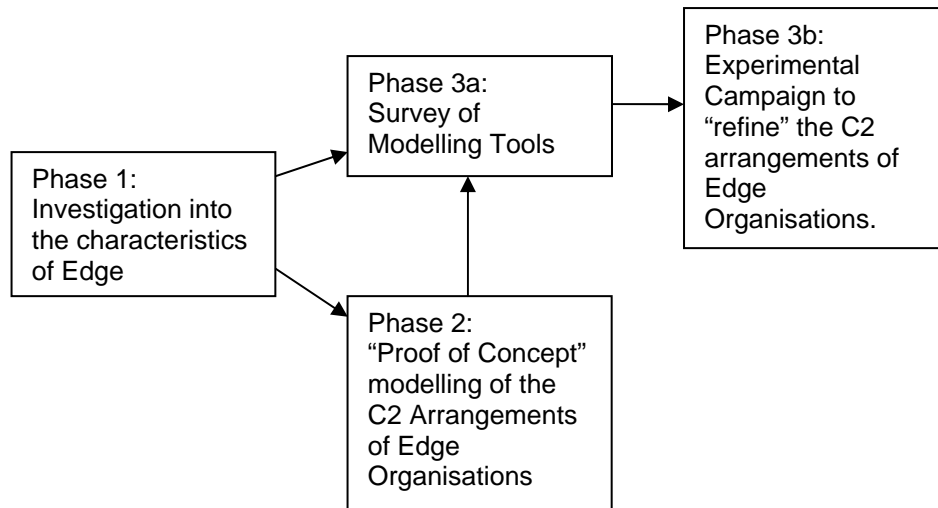 Phase 1:
Investigation into
the characteristics
of Edge
Phase 3a:
Survey of
Modelling Tools
Phase 2:
“Proof of Concept”
modelling of the
C2 Arrangements
of Edge
Organisations
Phase 3b:
Experimental
Campaign to
“refine” the C2
arrangements of
Edge
Organisations.